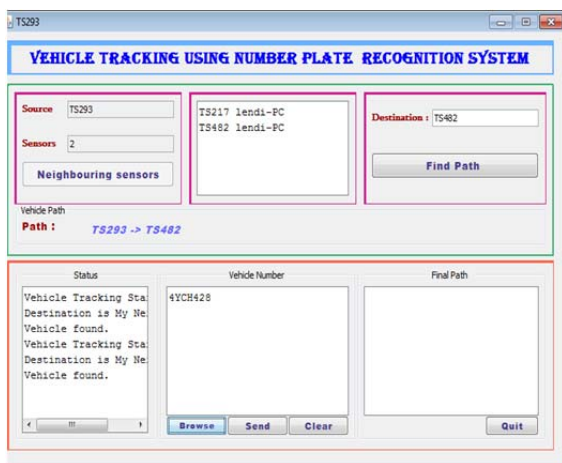 TS293
VEHICLE TRACKING USING NUMBER PLATE RECOGNITION SYSTEM
Source TS293
Sensors 2
Neighbouring sensors
TS217 lendi-PC
TS482 lendi-PC
Destination : TS482
Find Path
Vehicle Path
Path : TS293 -> TS482
Status
Vehicle Tracking Sta
Destination is My Ne
Vehicle found.
Vehicle Tracking Sta
Destination is My Ne
Vehicle found.
Vehicle Number
4YCH428
Browse Send Clear
Final Path
Quit